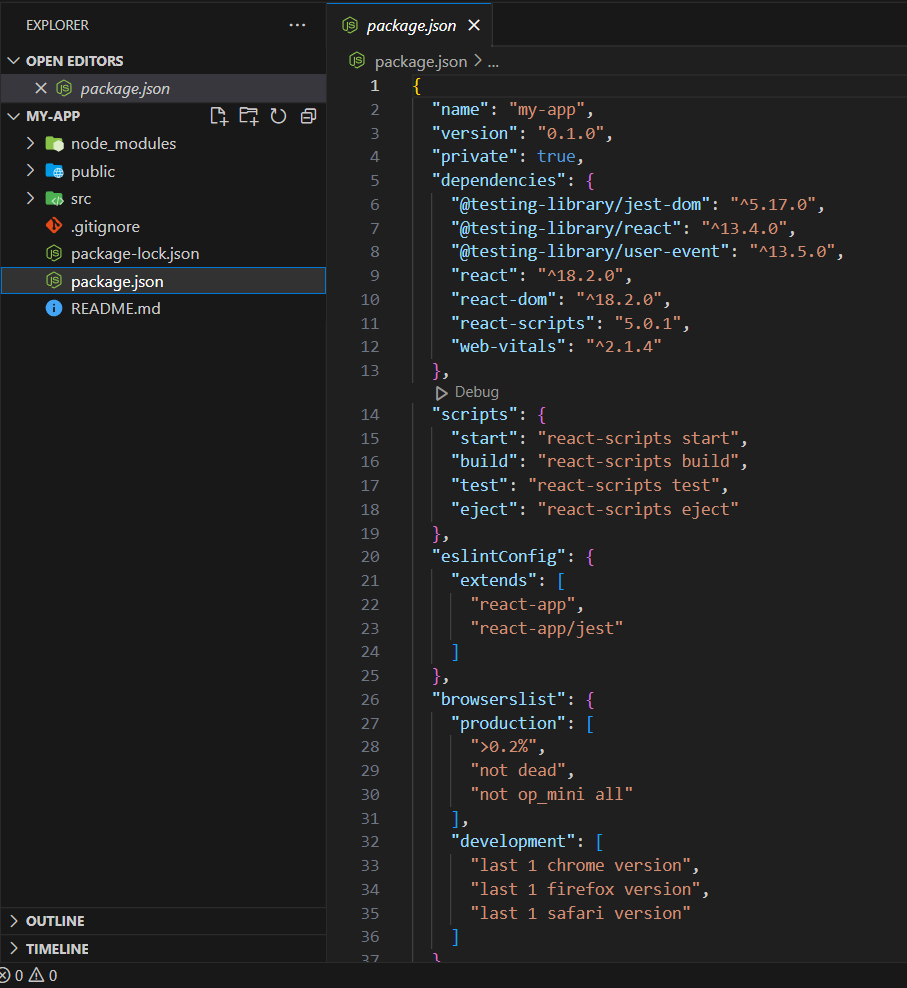 EXPLORER
OPEN EDITORS
package.json
MY-APP
node_modules
public
src
.gitignore
package-lock.json
package.json
README.md
OUTLINE
TIMELINE
0 0
package.json
package.json > ...
1 {
2 "name": "my-app",
3 "version": "0.1.0",
4 "private": true,
5 "dependencies": {
6 "@testing-library/jest-dom": "^5.17.0",
7 "@testing-library/react": "^13.4.0",
8 "@testing-library/user-event": "^13.5.0",
9 "react": "^18.2.0",
10 "react-dom": "^18.2.0",
11 "react-scripts": "5.0.1",
12 "web-vitals": "^2.1.4"
13 },
Debug
14 "scripts": {
15 "start": "react-scripts start",
16 "build": "react-scripts build",
17 "test": "react-scripts test",
18 "eject": "react-scripts eject"
19 },
20 "eslintConfig": {
21 "extends": [
22 "react-app",
23 "react-app/jest"
24 ]
25 },
26 "browserslist": {
27 "production": [
28 ">0.2%",
29 "not dead",
30 "not op_mini all"
31 ],
32 "development": [
33 "last 1 chrome version",
34 "last 1 firefox version",
35 "last 1 safari version"
36 ]
37 }